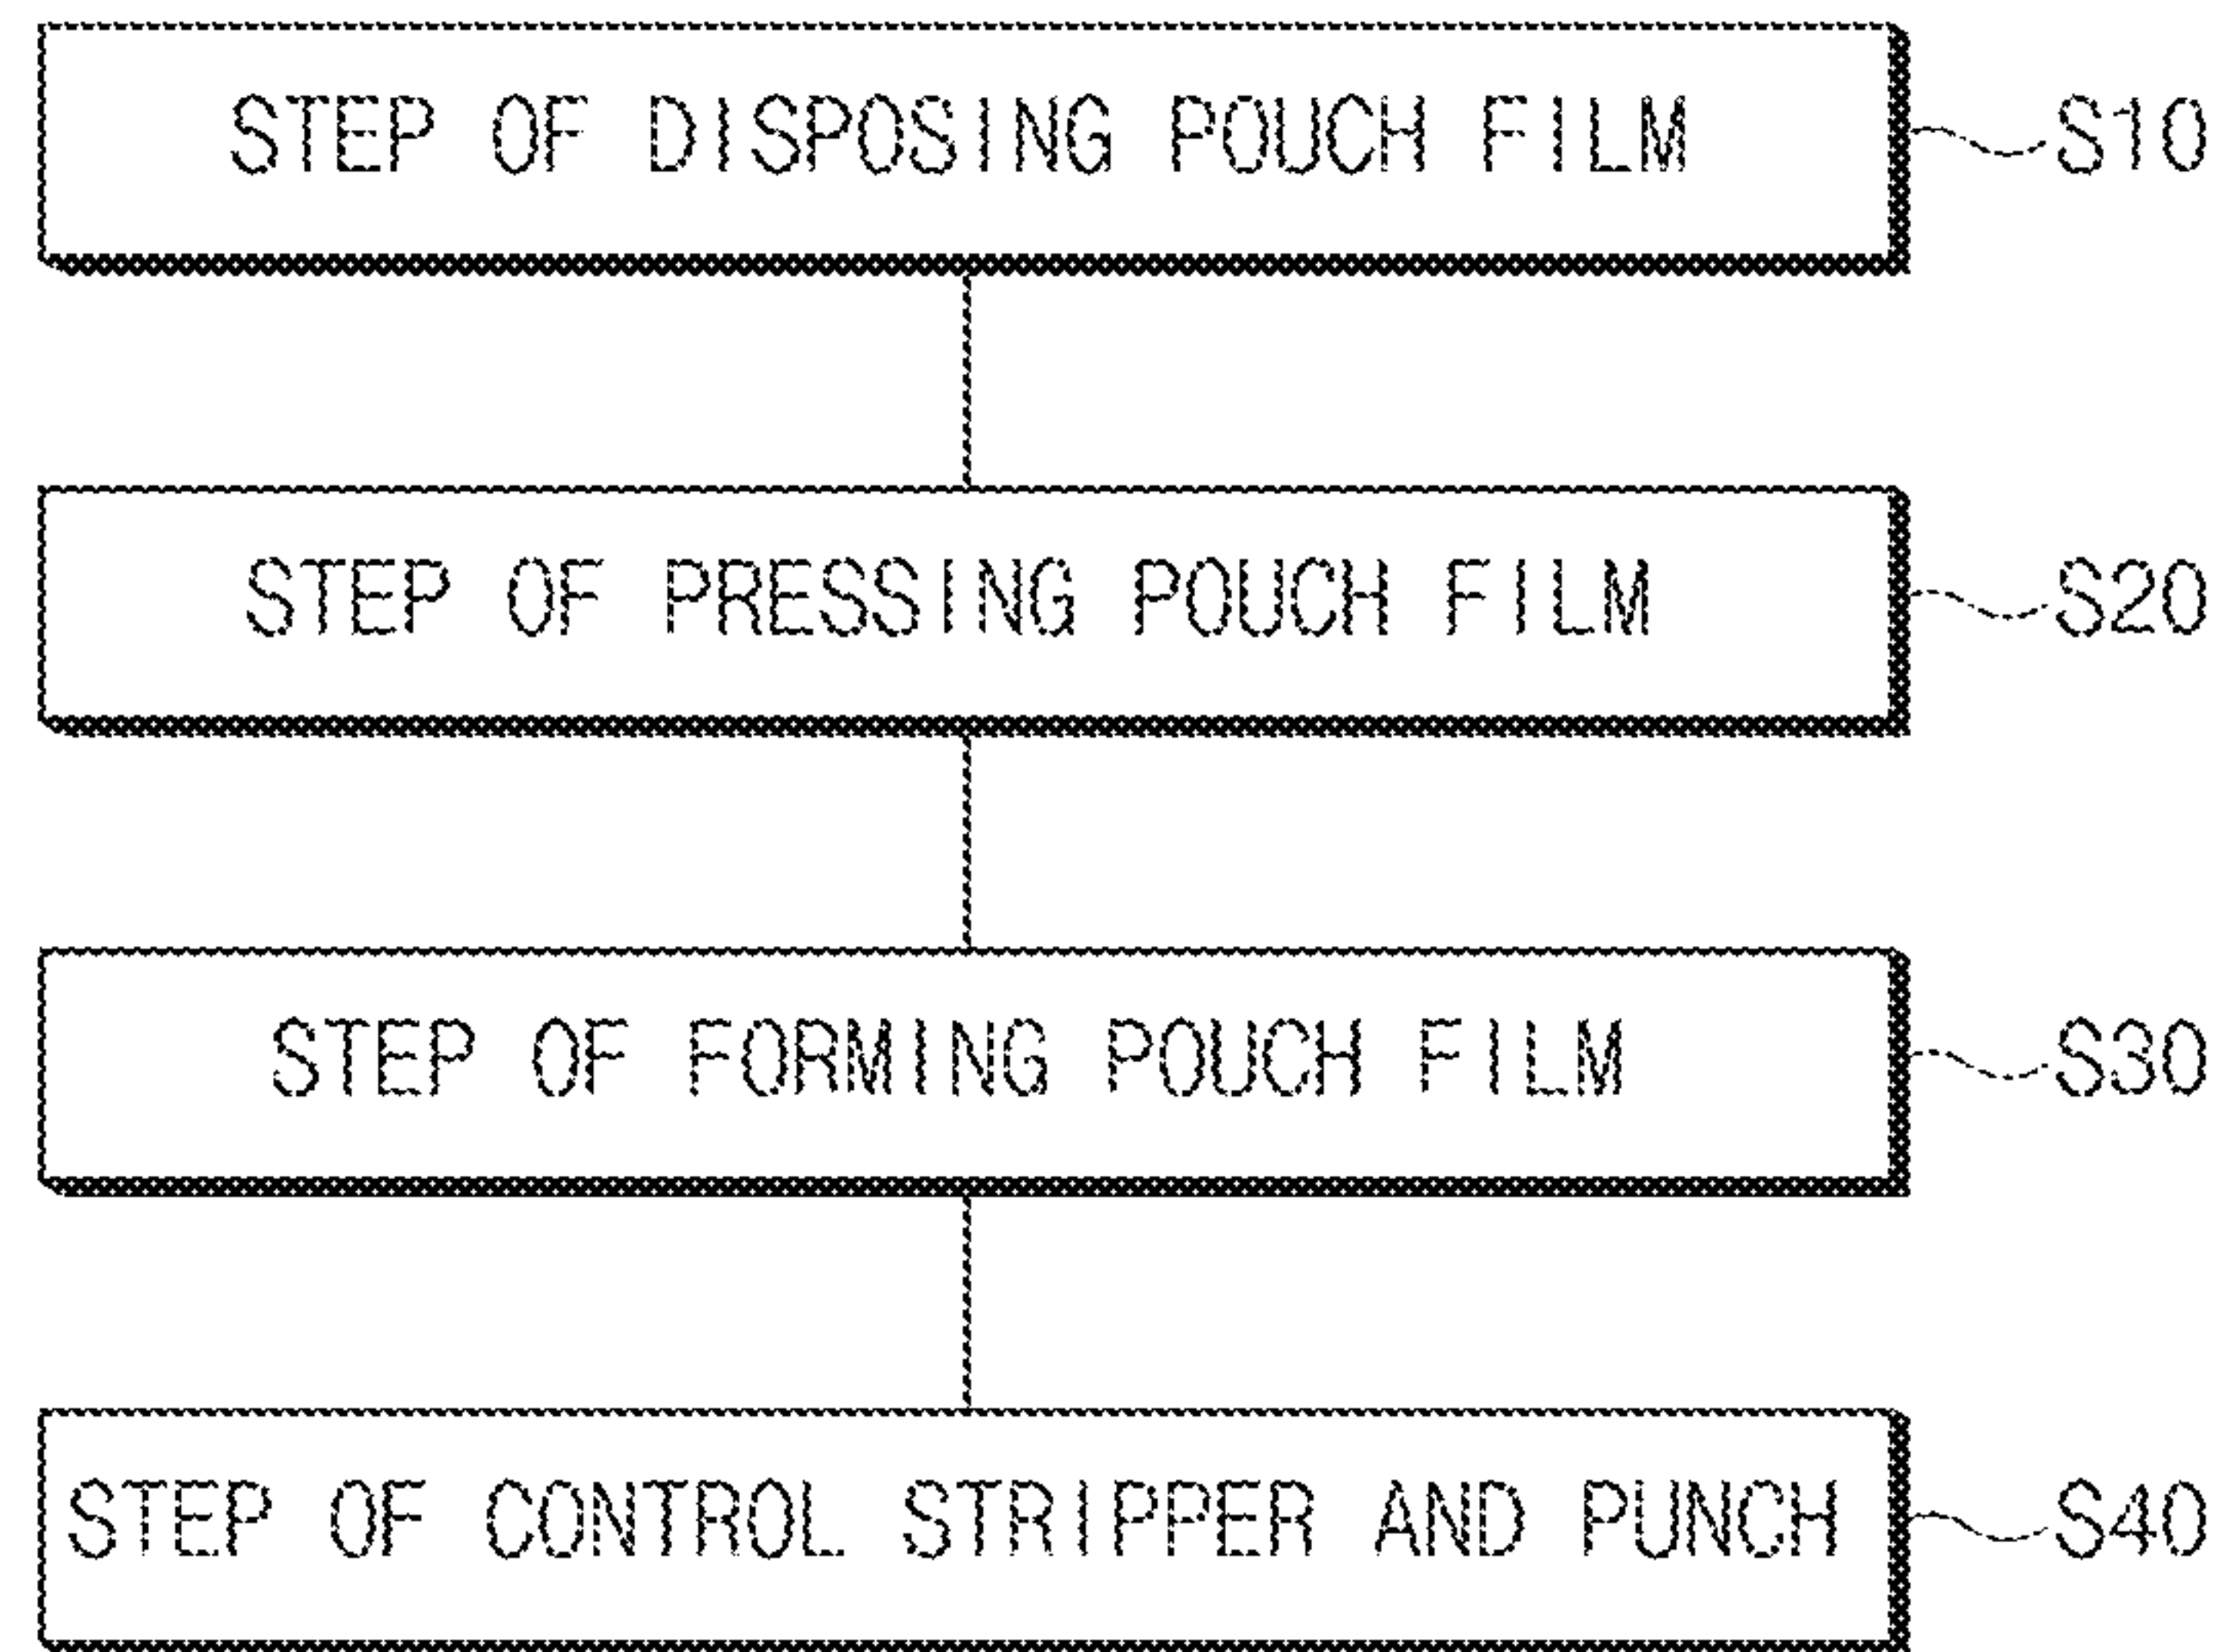 STEP OF DISPOSING POUCH FILM S10
STEP OF PRESSING POUCH FILM S20
STEP OF FORMING POUCH FILM S30
STEP OF CONTROL STRIPPER AND PUNCH S40